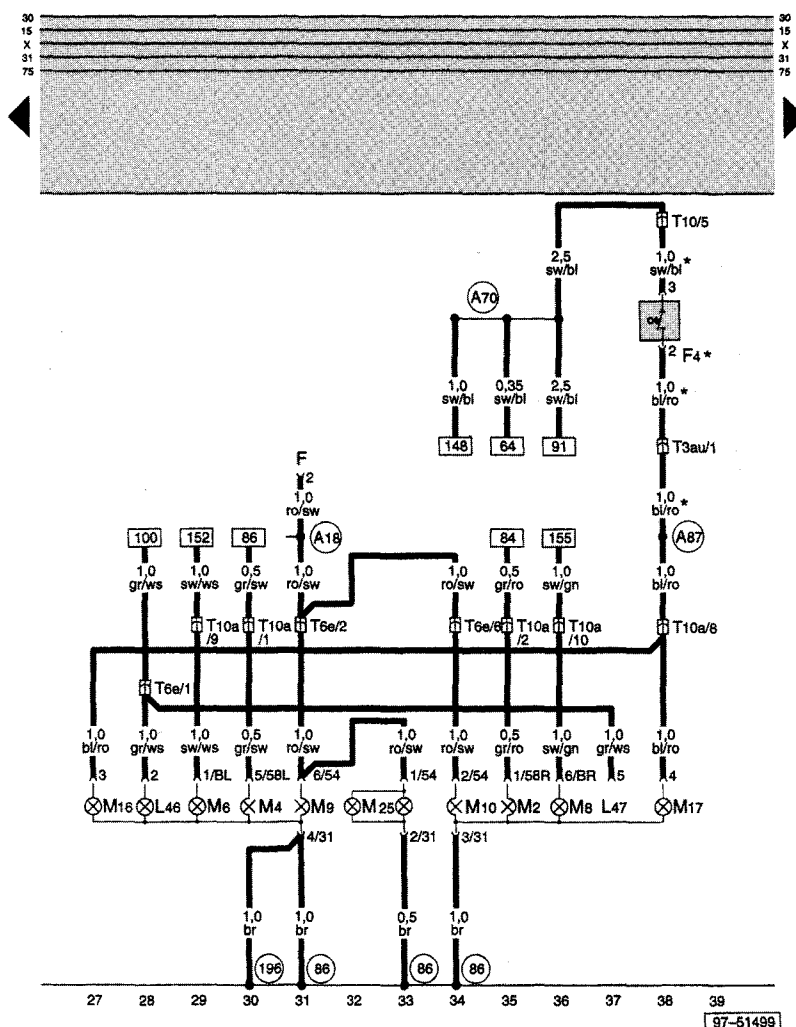 30 30
15 15
X X
31 31
75 75
T10/5
2,5 1,0
sw/bl sw/bl *
3
A70
2 F4 *
1,0 0,35 2,5 1,0
sw/bl sw/bl sw/bl bl/ro *
148 64 91 T3au/1
F
2
1,0 1,0
ro/sw bl/ro *
100 152 86 A18 84 155 A87
1,0 1,0 0,5 1,0 1,0 0,5 1,0 1,0
gr/ws sw/ws gr/sw ro/sw ro/sw gr/ro sw/gn bl/ro
T10a T10a T6e/2 T6e/6 T10a T10a T10a/8
/9 /1 /2 /10
T6e/1
1,0 1,0 1,0 0,5 1,0 1,0 1,0 0,5 1,0 1,0 1,0
bl/ro gr/ws sw/ws gr/sw ro/sw ro/sw ro/sw gr/ro sw/gn gr/ws bl/ro
3 2 1/BL 5/58L 6/54 1/54 2/54 1/58R 6/BR 5 4
M16 L46 M6 M4 M9 M25 M10 M2 M8 L47 M17
4/31 2/31 3/31
1,0 1,0 0,5 1,0
br br br br
196 86 86 86
27 28 29 30 31 32 33 34 35 36 37 38 39
97-51499